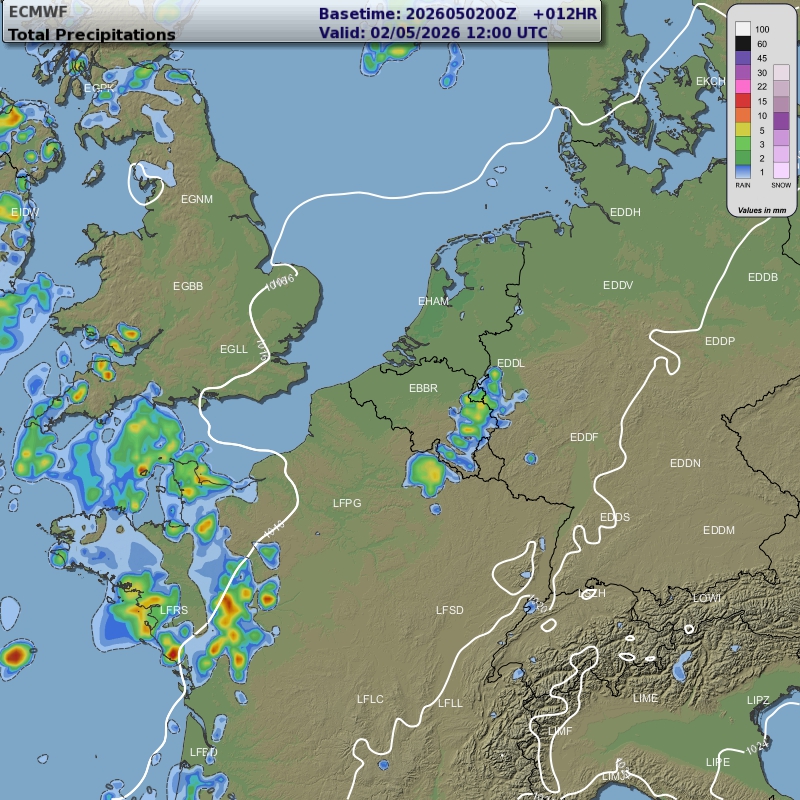 ECMWF
Total Precipitations
Basetime: 2026050200Z +012HR
Valid: 02/05/2026 12:00 UTC
100
60
45
30
22
15
10
5
3
2
1
RAIN
SNOW
Values in mm
EKCH
EGNM
EIDW
EDDH
EGBB
EDDV
EDDB
1016
EHAM
EGLL
1016
EDDP
EDDL
EBBR
EDDF
EDDN
LFPG
EDDS
EDDM
LFRS
LFSD
LSZH
LOWI
LFLC
LFLL
LIME
LIPZ
LIMF
LFBD
LIPE
1024